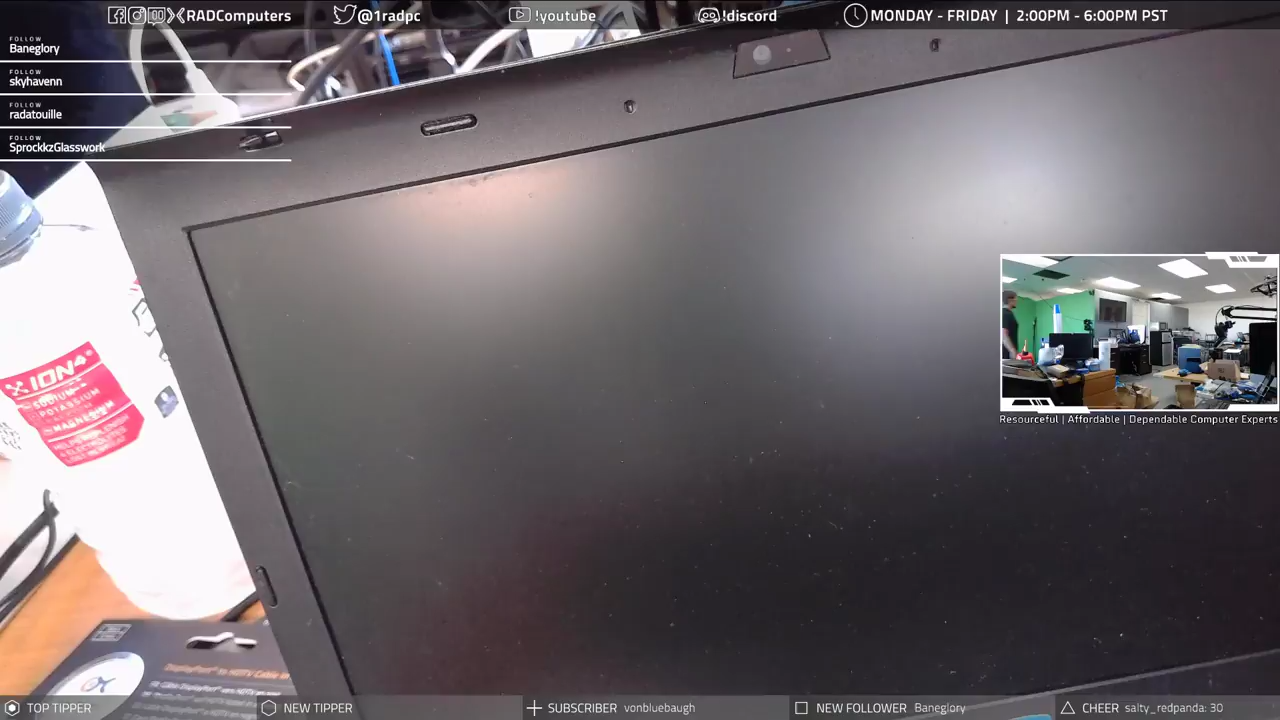 RADComputers
@1radpc
!youtube
!discord
MONDAY - FRIDAY | 2:00PM - 6:00PM PST
FOLLOW
Baneglory
FOLLOW
skyhavenn
FOLLOW
radatouille
FOLLOW
SprockkzGlasswork
ION4
SODIUM
POTASSIUM
MAGNESIUM
Resourceful | Affordable | Dependable Computer Experts
DisplayPort to HDTV Cable
TOP TIPPER
NEW TIPPER
SUBSCRIBER vonbluebaugh
NEW FOLLOWER Baneglory
CHEER salty_redpanda: 30